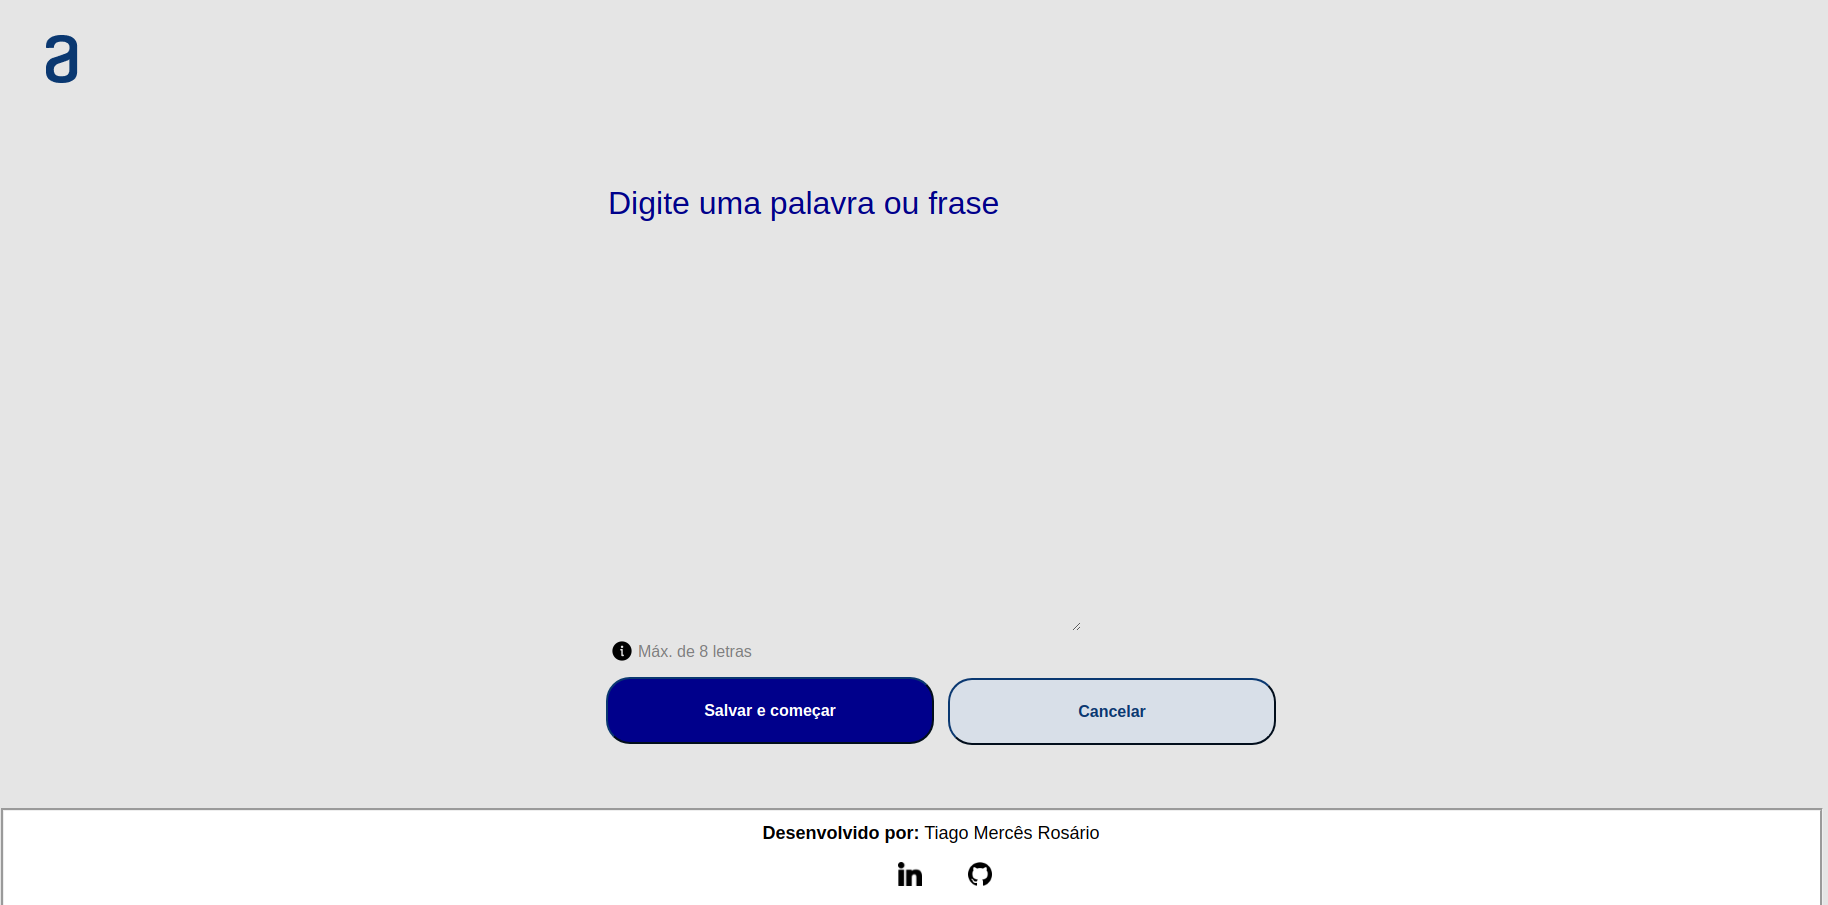 a
Digite uma palavra ou frase
Máx. de 8 letras
Salvar e começar
Cancelar
Desenvolvido por: Tiago Mercês Rosário
in